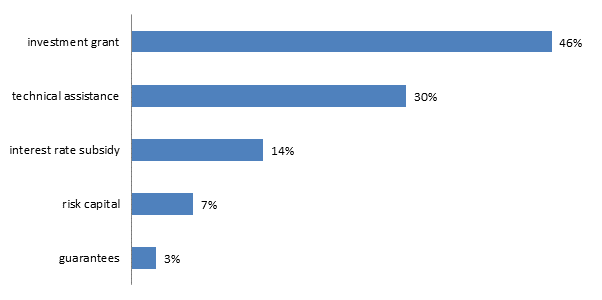 investment grant 46%
technical assistance 30%
interest rate subsidy 14%
risk capital 7%
guarantees 3%